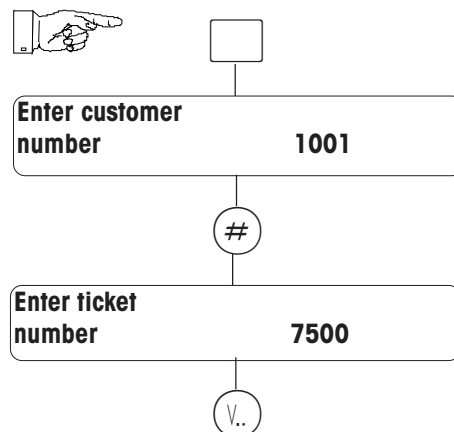 Enter customer
number 1001
#
Enter ticket
number 7500
V..